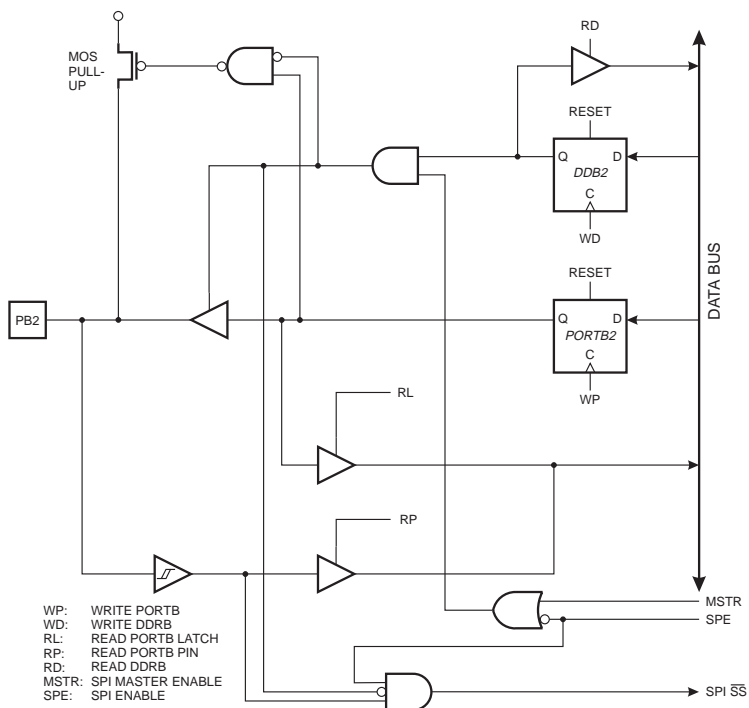 RD
MOS
PULL-
UP
RESET
Q D
DDB2
C
WD
RESET
PB2
Q D
PORTB2
C
WP
DATA BUS
RL
RP
WP: WRITE PORTB
WD: WRITE DDRB
RL: READ PORTB LATCH
RP: READ PORTB PIN
RD: READ DDRB
MSTR: SPI MASTER ENABLE
SPE: SPI ENABLE
MSTR
SPE
SPI S̅S̅